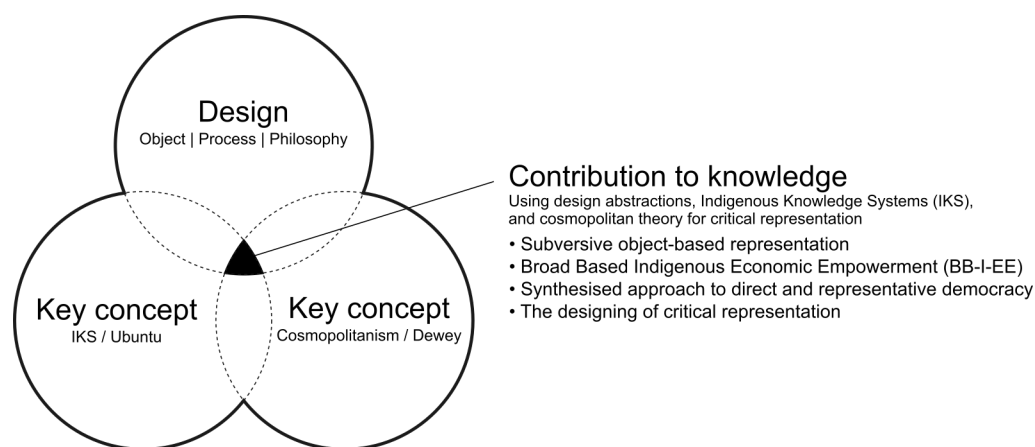 Design
Object | Process | Philosophy
Contribution to knowledge
Using design abstractions, Indigenous Knowledge Systems (IKS),
and cosmopolitan theory for critical representation
• Subversive object-based representation
• Broad Based Indigenous Economic Empowerment (BB-I-EE)
• Synthesised approach to direct and representative democracy
• The designing of critical representation
Key concept
IKS / Ubuntu
Key concept
Cosmopolitanism / Dewey